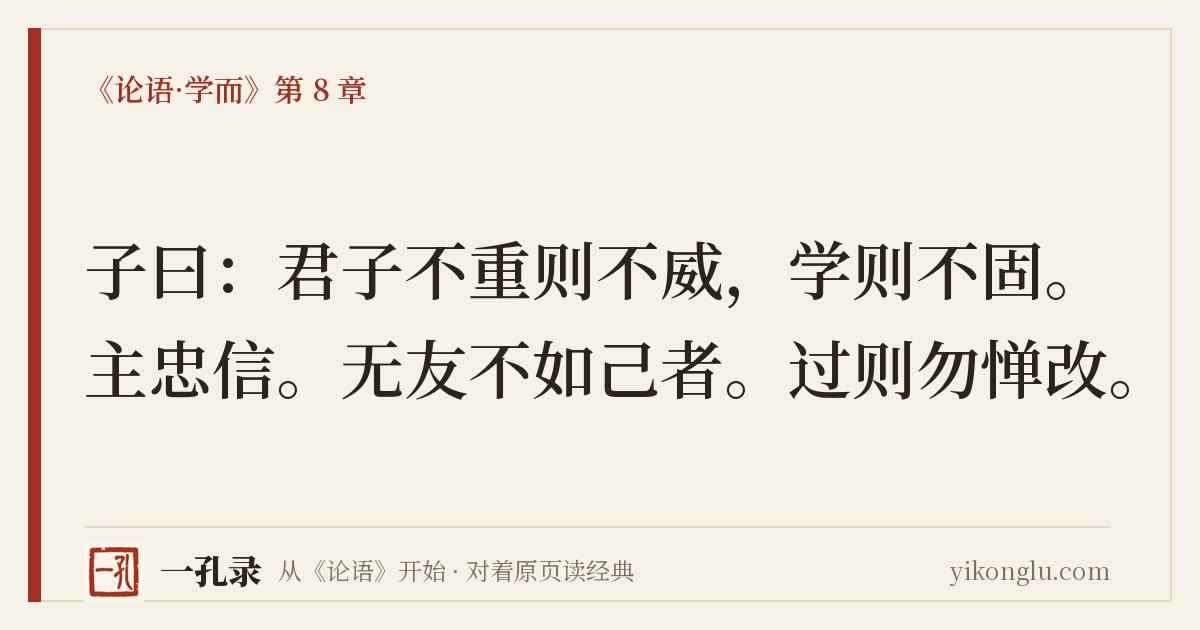 《论语·学而》第 8 章
子曰：君子不重则不威，学则不固。
主忠信。无友不如己者。过则勿惮改。
一孔
一孔录 从《论语》开始 · 对着原页读经典 yikonglu.com